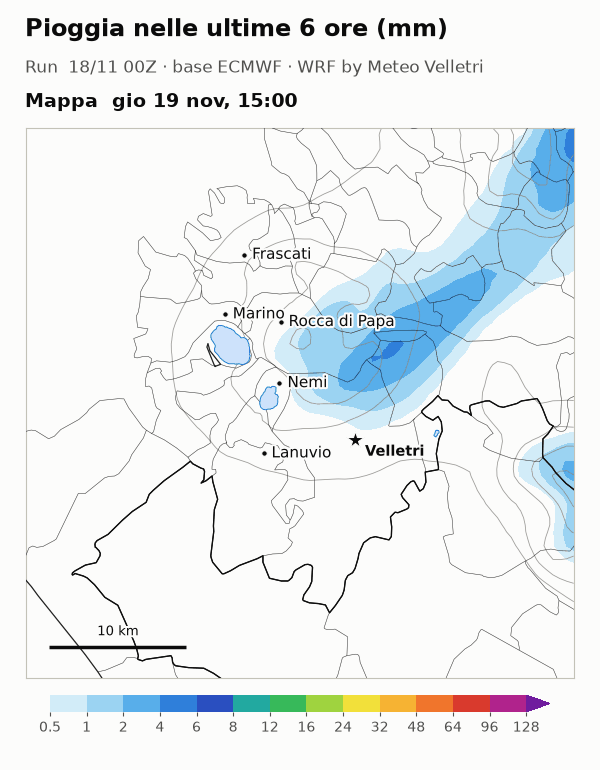 Pioggia nelle ultime 6 ore (mm)
Run  18/11 00Z · base ECMWF · WRF by Meteo Velletri
Mappa  gio 19 nov, 15:00
Frascati
Marino
Rocca di Papa
Nemi
Velletri
Lanuvio
10 km
0.5 1 2 4 6 8 12 16 24 32 48 64 96 128